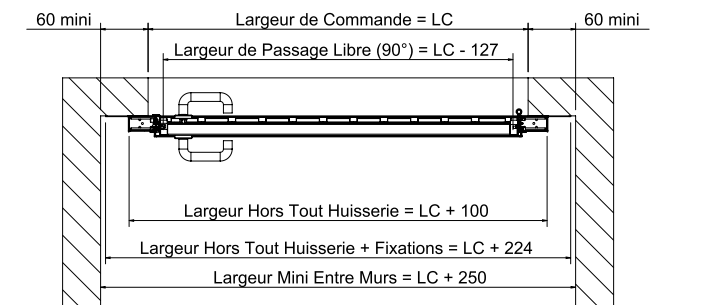 60 mini
Largeur de Commande = LC
60 mini
Largeur de Passage Libre (90°) = LC - 127
Largeur Hors Tout Huisserie = LC + 100
Largeur Hors Tout Huisserie + Fixations = LC + 224
Largeur Mini Entre Murs = LC + 250